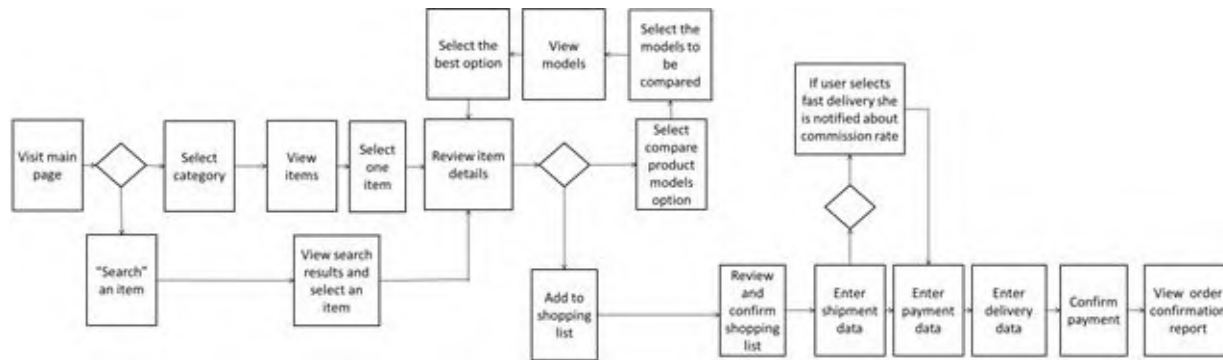 Select the
best option
View
models
Select the
models to
be
compared
If user selects
fast delivery she
is notified about
commission rate
Visit main
page
Select
category
View
items
Select
one
item
Review item
details
Select
compare
product
models
option
"Search"
an item
View search
results and
select an
item
Add to
shopping
list
Review
and
confirm
shopping
list
Enter
shipment
data
Enter
payment
data
Enter
delivery
data
Confirm
payment
View order
confirmation
report